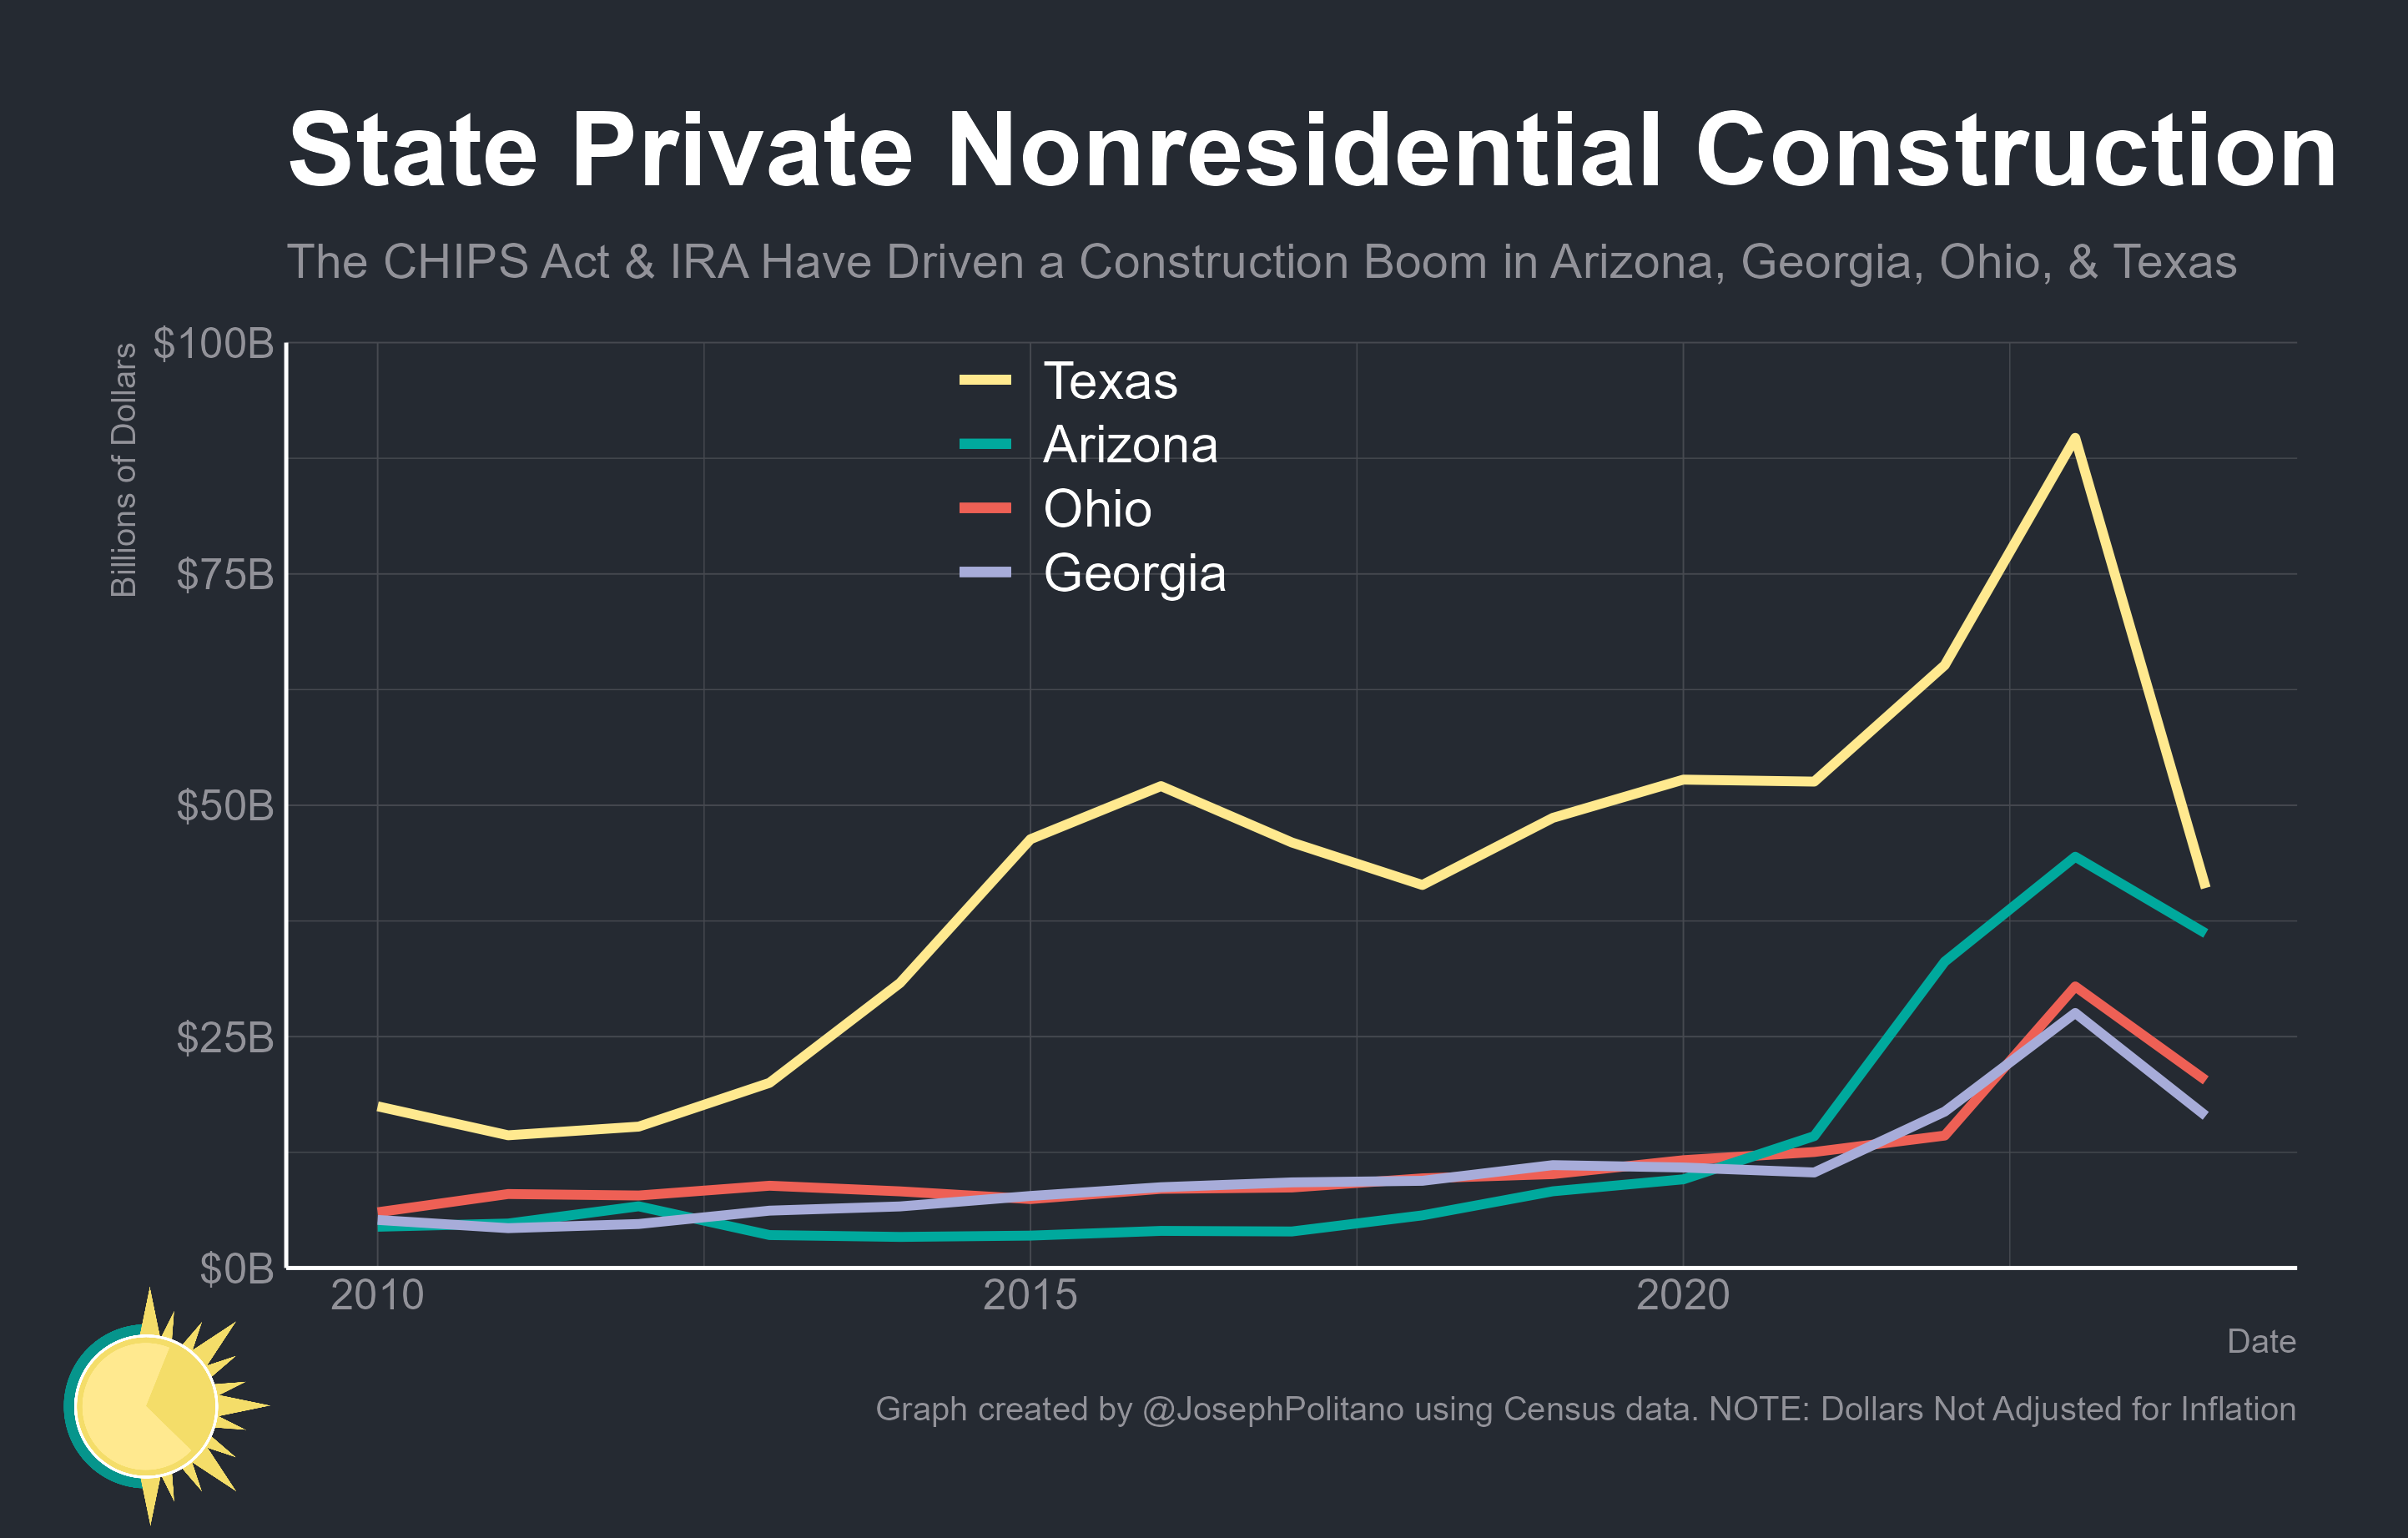 State Private Nonresidential Construction
The CHIPS Act & IRA Have Driven a Construction Boom in Arizona, Georgia, Ohio, & Texas
Billions of Dollars
$100B
$75B
$50B
$25B
$0B
Texas
Arizona
Ohio
Georgia
2010
2015
2020
Date
Graph created by @JosephPolitano using Census data. NOTE: Dollars Not Adjusted for Inflation